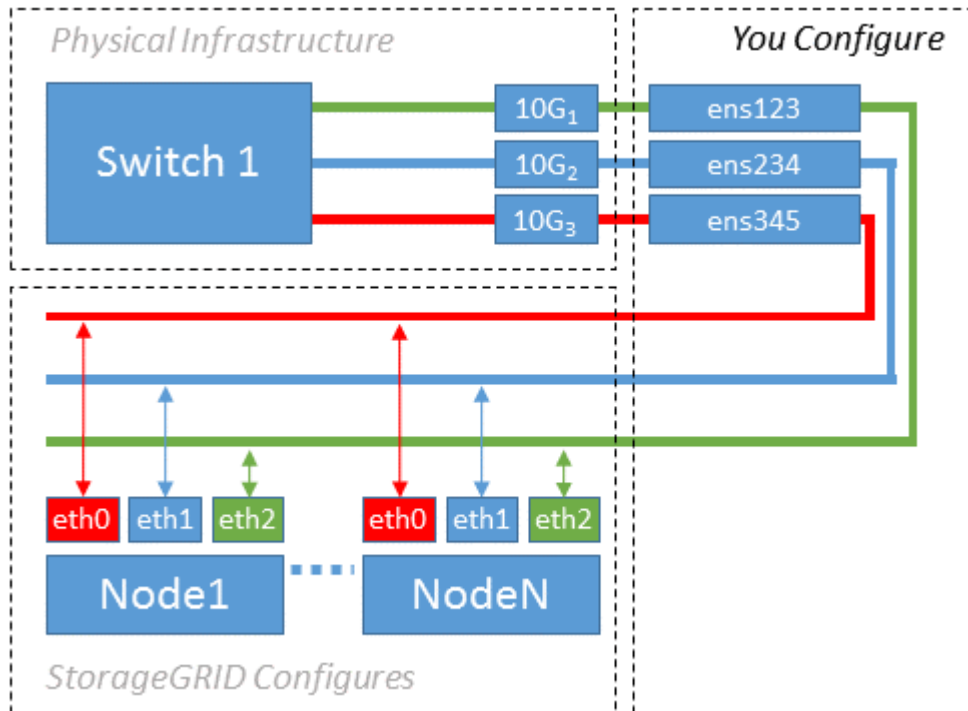 Physical Infrastructure
You Configure
Switch 1
10G₁
ens123
10G₂
ens234
10G₃
ens345
eth0
eth1
eth2
eth0
eth1
eth2
Node1
NodeN
StorageGRID Configures